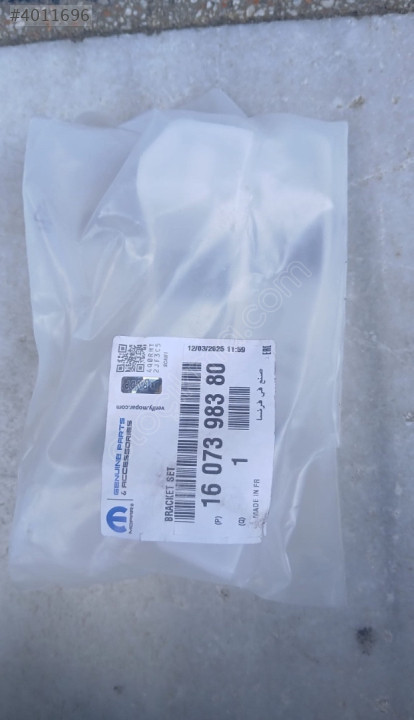 #4011696
12/03/2025 11:59
verify.mopar.com
صنع في فرنسا
GENUINE PARTS
& ACCESSORIES
BRACKET SET
(P)
16 073 983 80
(Q)
1
MADE IN FR